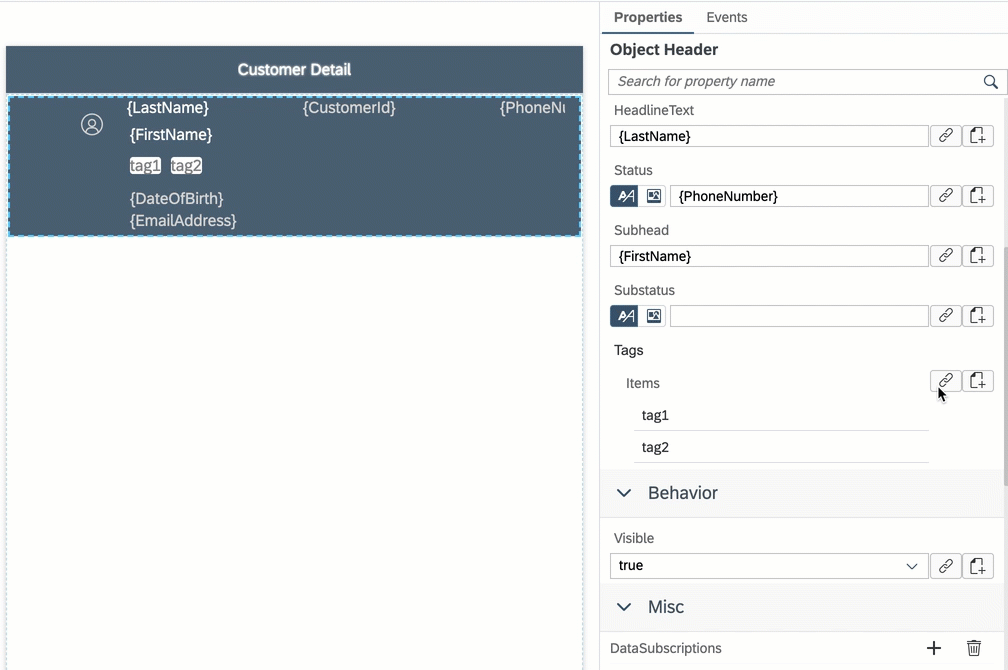 Customer Detail
{LastName}
{CustomerId}
{PhoneNu
{FirstName}
tag1
tag2
{DateOfBirth}
{EmailAddress}
Properties
Events
Object Header
Search for property name
HeadlineText
{LastName}
Status
{PhoneNumber}
Subhead
{FirstName}
Substatus
Tags
Items
tag1
tag2
Behavior
Visible
true
Misc
DataSubscriptions